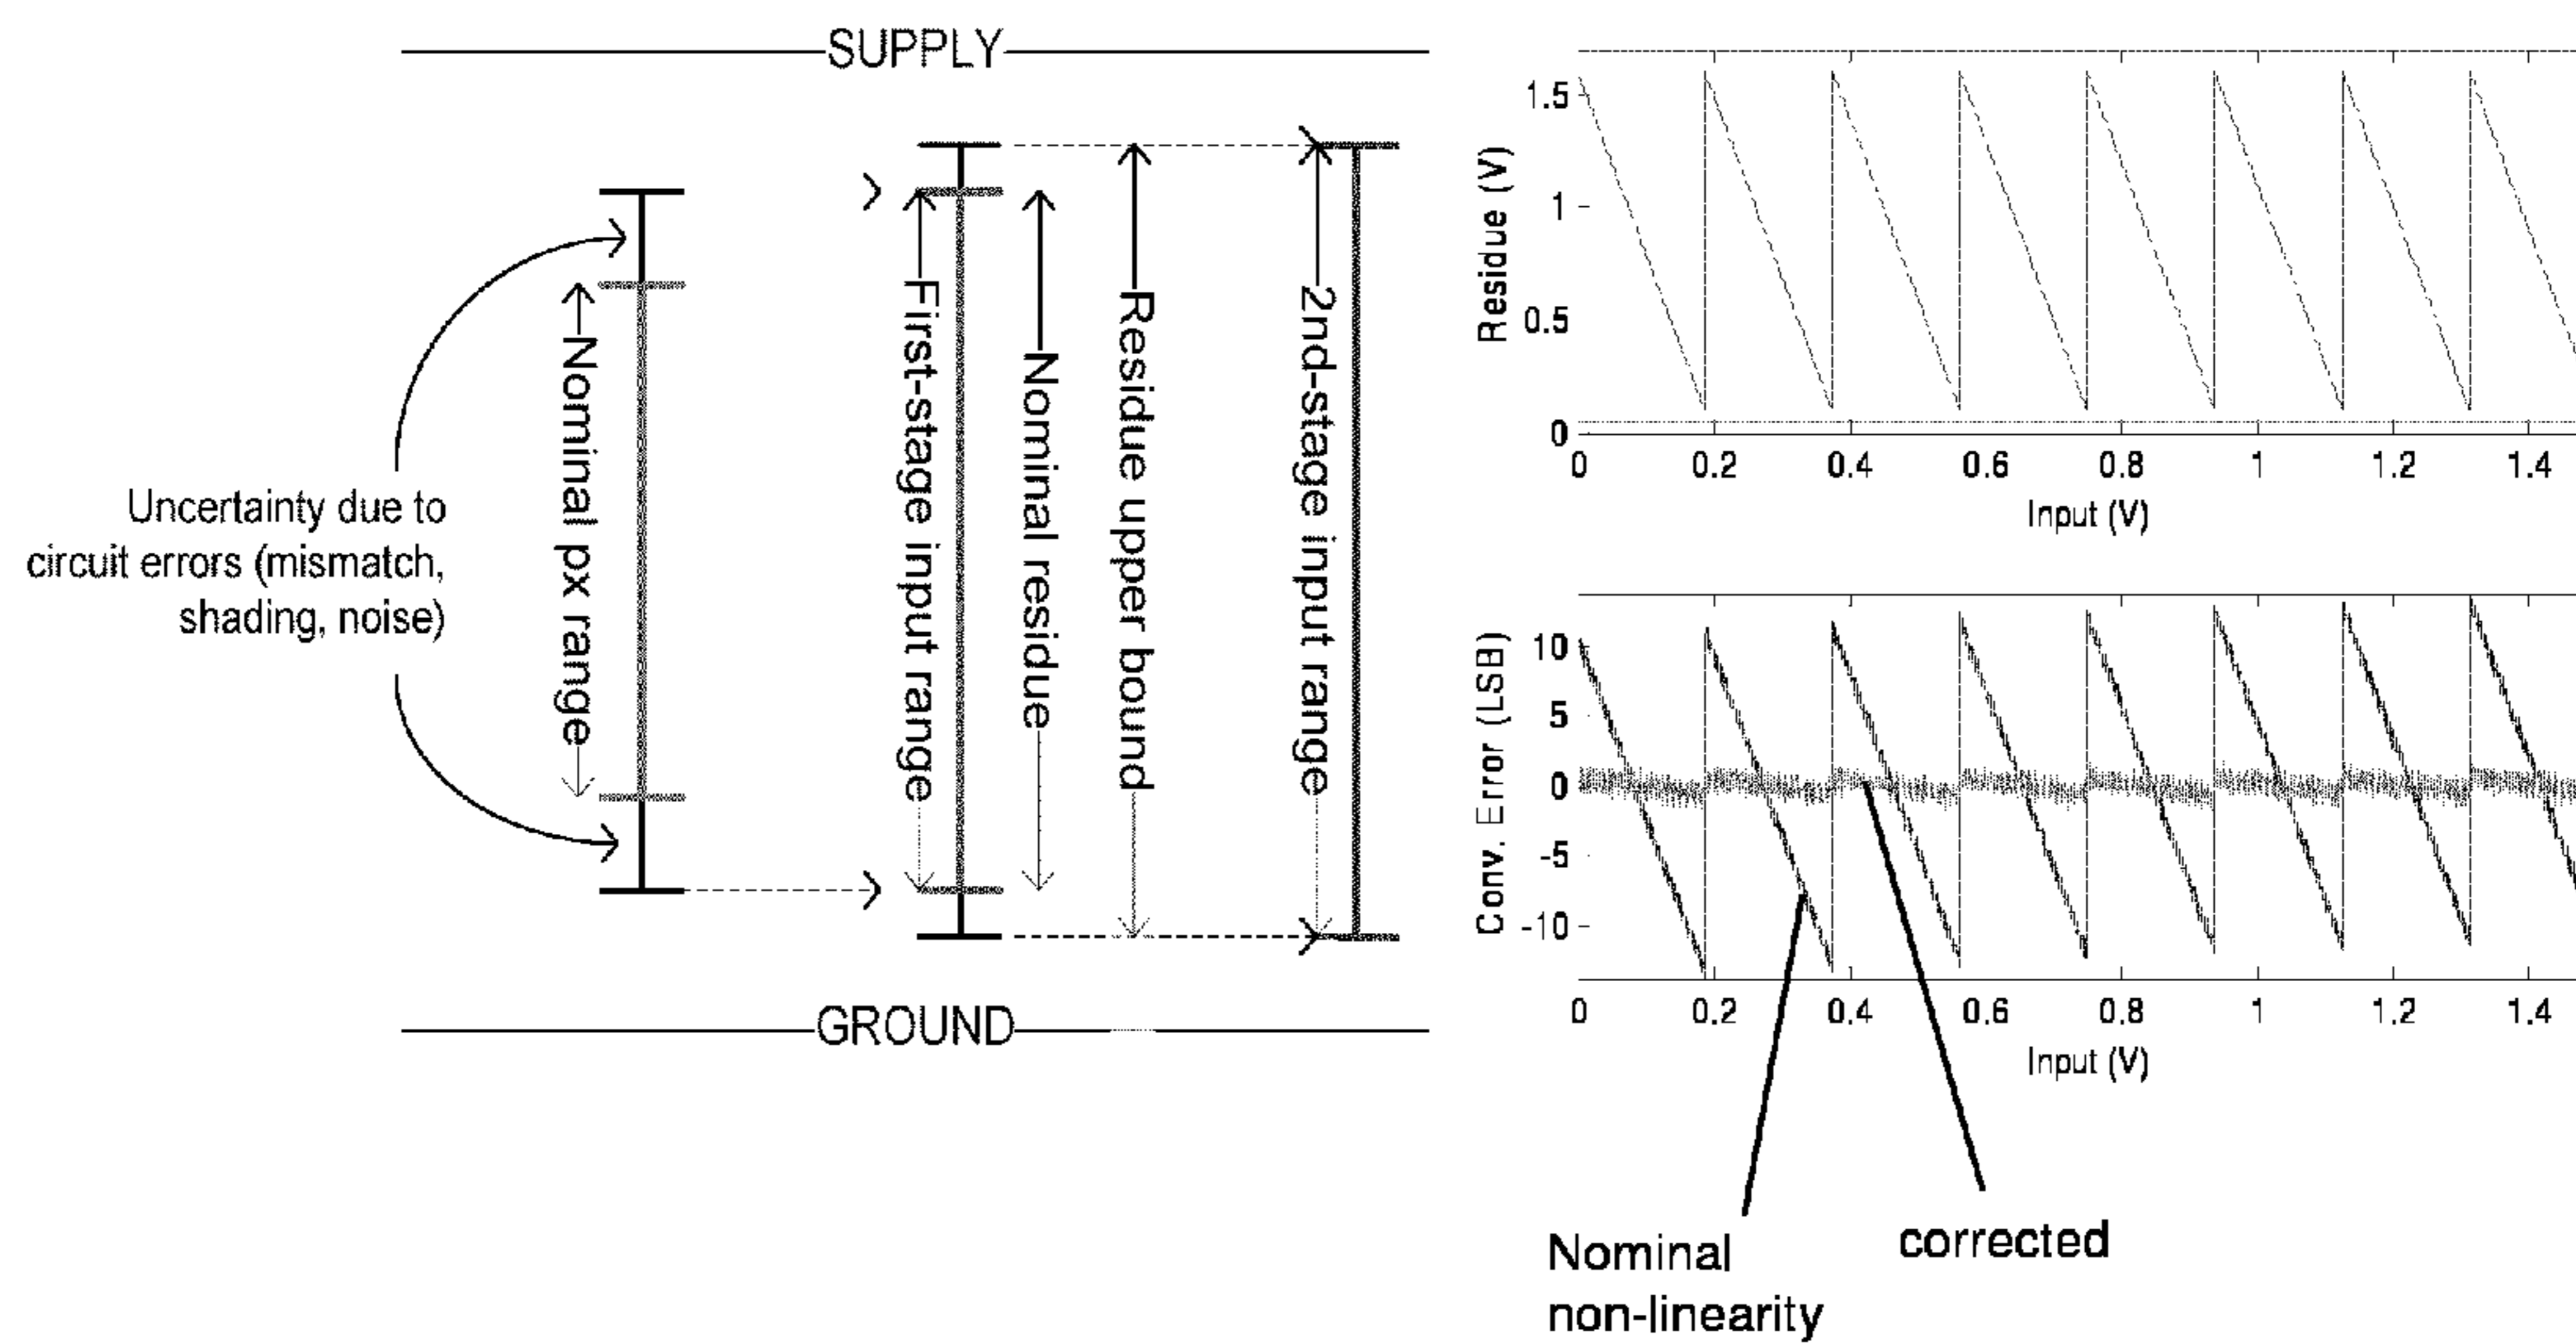 SUPPLY
Uncertainty due to
circuit errors (mismatch,
shading, noise)
Nominal px range
First-stage input range
Nominal residue
Residue upper bound
2nd-stage input range
GROUND
Residue (V)
1.5
1
0.5
0
0 0.2 0.4 0.6 0.8 1 1.2 1.4
Input (V)
Conv. Error (LSB)
10
5
0
-5
-10
0 0.2 0.4 0.6 0.8 1 1.2 1.4
Input (V)
Nominal
non-linearity
corrected